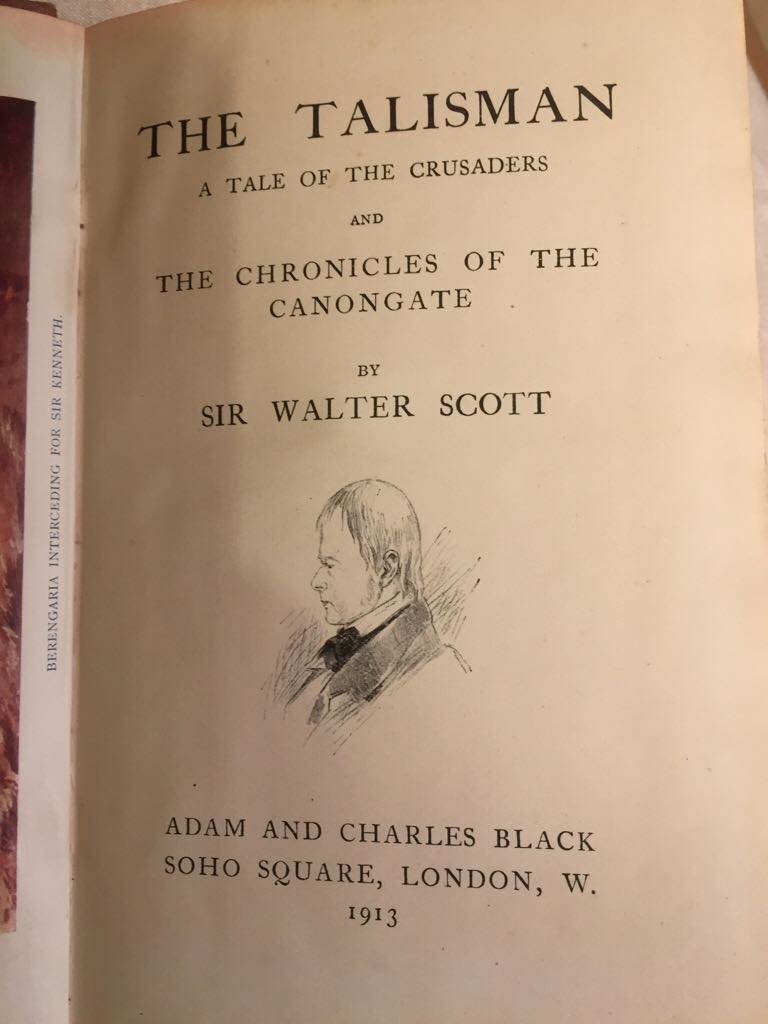 BERENGARIA INTERCEDING FOR SIR KENNETH.
THE TALISMAN
A TALE OF THE CRUSADERS
AND
THE CHRONICLES OF THE
CANONGATE
BY
SIR WALTER SCOTT
ADAM AND CHARLES BLACK
SOHO SQUARE, LONDON, W.
1913